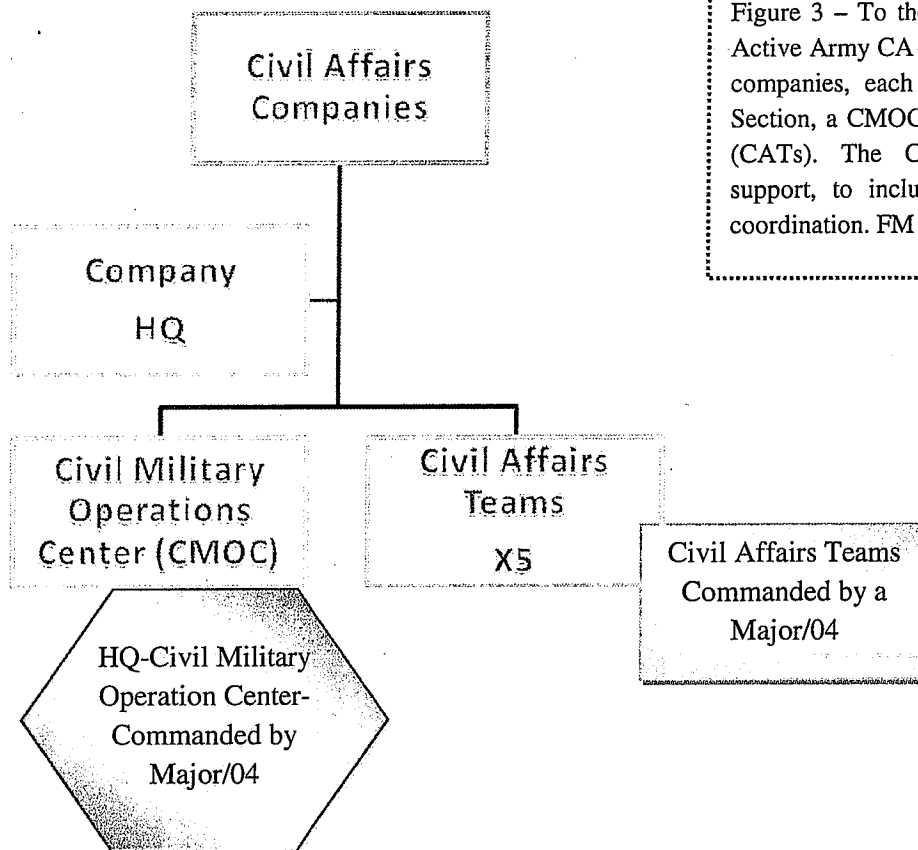 Civil Affairs
Companies
Figure 3 – To th
Active Army CA
companies, each
Section, a CMOC
(CATs). The C
support, to inclu
coordination. FM
Company
HQ
Civil Military
Operations
Center (CMOC)
Civil Affairs
Teams
X5
Civil Affairs Teams
Commanded by a
Major/04
HQ-Civil Military
Operation Center-
Commanded by
Major/04